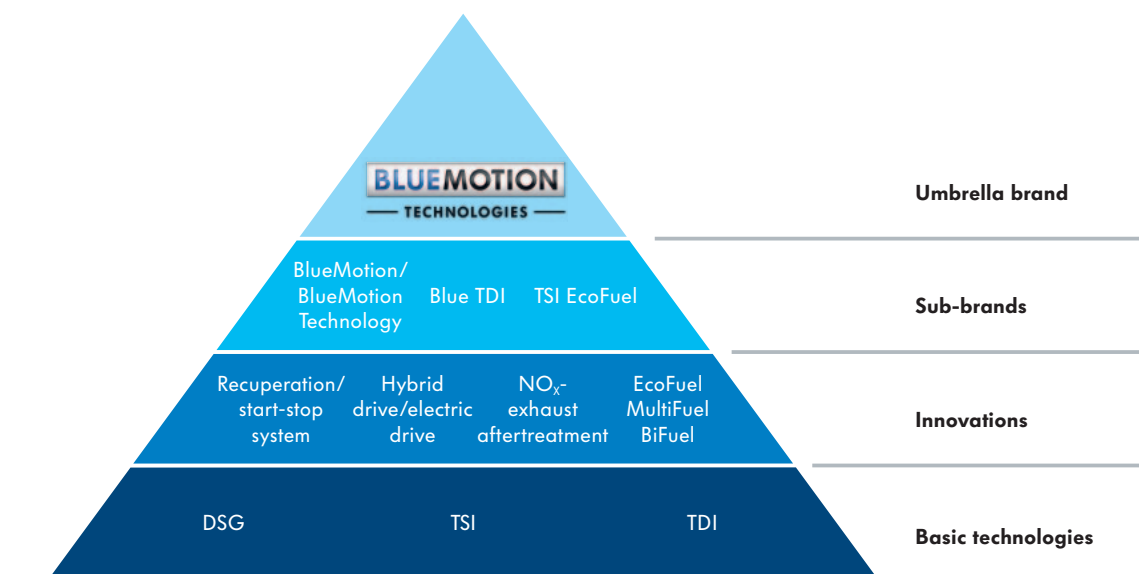 BLUEMOTION
TECHNOLOGIES
Umbrella brand
BlueMotion/
BlueMotion
Technology
Blue TDI
TSI EcoFuel
Sub-brands
Recuperation/
start-stop
system
Hybrid
drive/electric
drive
NOX-
exhaust
aftertreatment
EcoFuel
MultiFuel
BiFuel
Innovations
DSG
TSI
TDI
Basic technologies